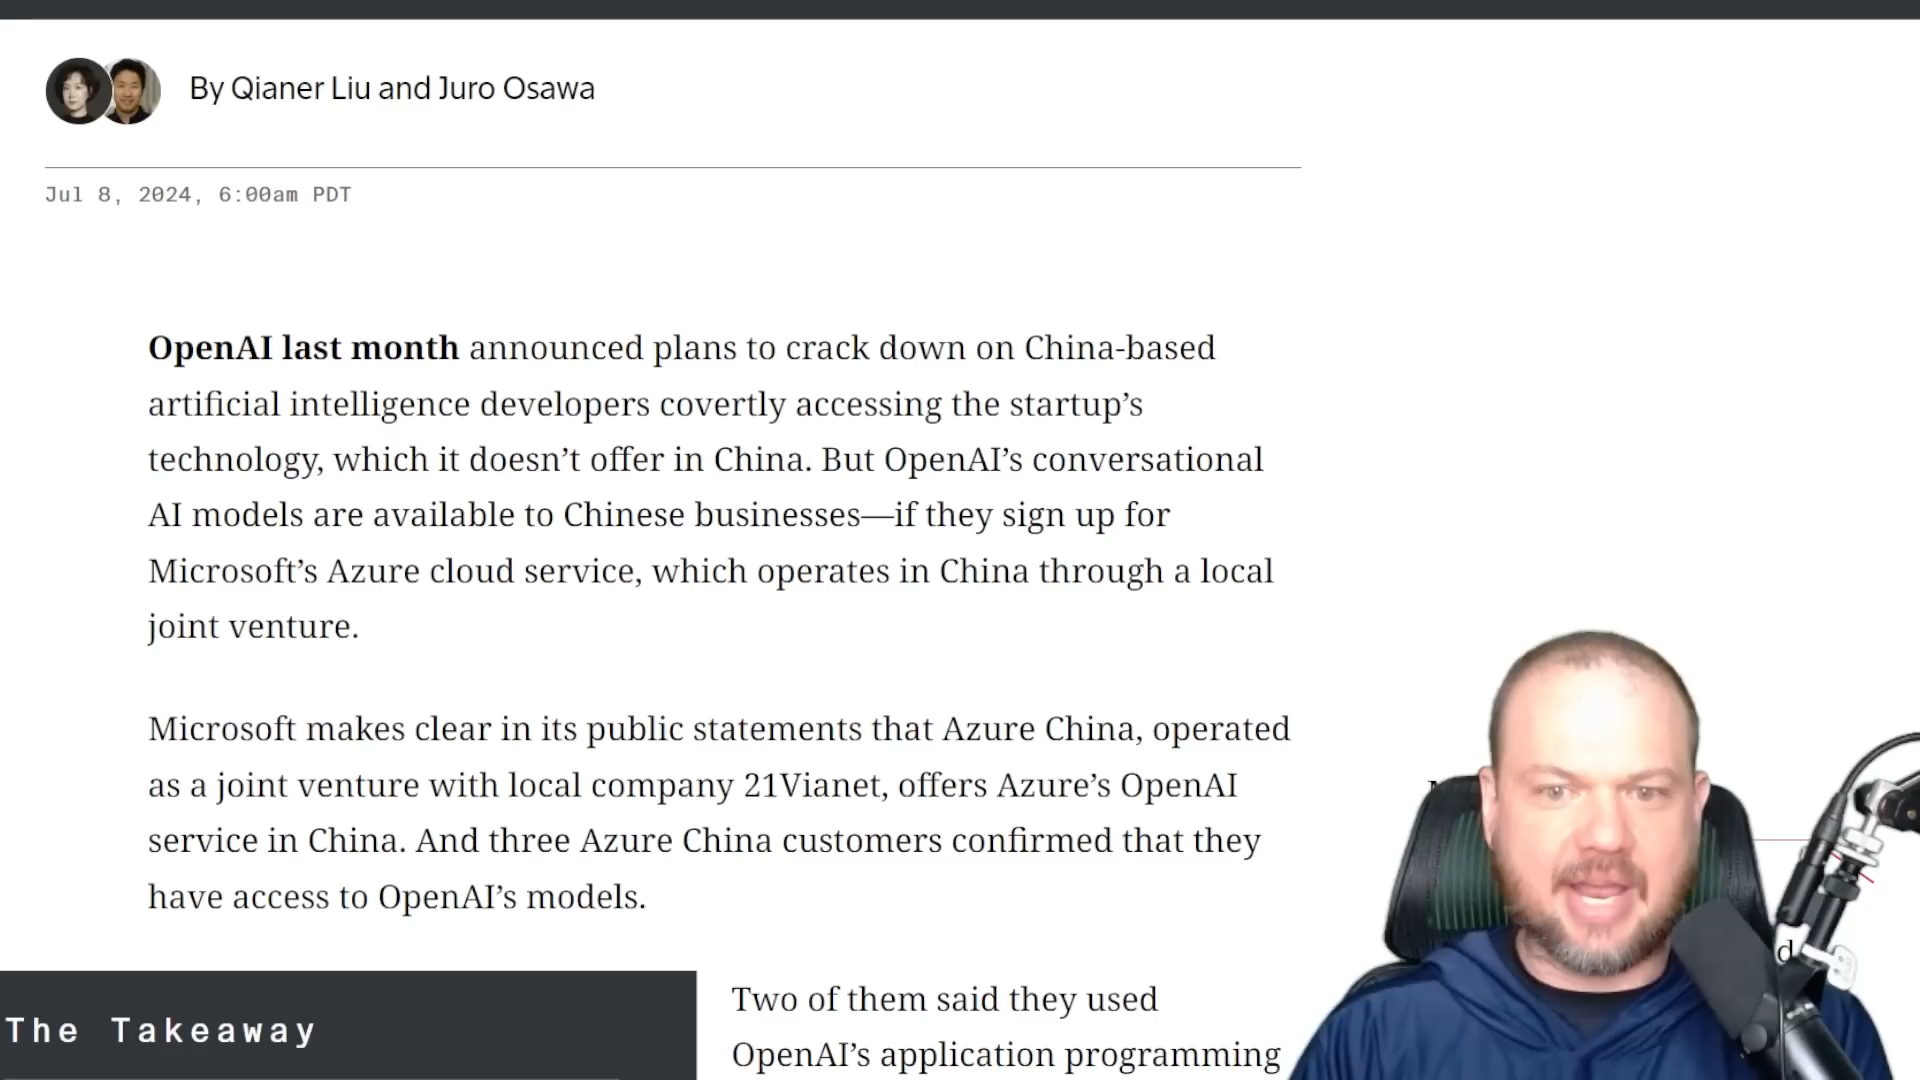 By Qianer Liu and Juro Osawa
Jul 8, 2024, 6:00am PDT
OpenAI last month announced plans to crack down on China-based
artificial intelligence developers covertly accessing the startup’s
technology, which it doesn’t offer in China. But OpenAI’s conversational
AI models are available to Chinese businesses—if they sign up for
Microsoft’s Azure cloud service, which operates in China through a local
joint venture.
Microsoft makes clear in its public statements that Azure China, operated
as a joint venture with local company 21Vianet, offers Azure’s OpenAI
service in China. And three Azure China customers confirmed that they
have access to OpenAI’s models.
The Takeaway
Two of them said they used
OpenAI’s application programming
d